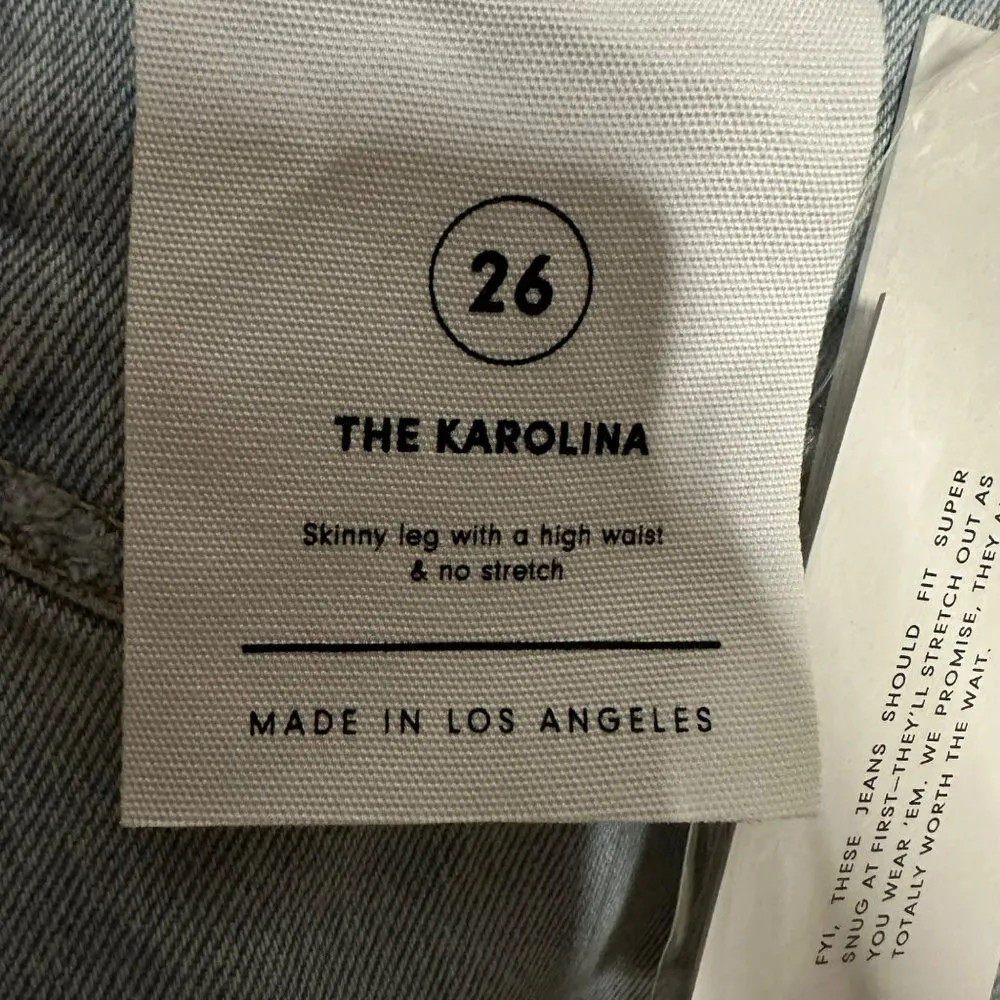 26
THE KAROLINA
Skinny leg with a high waist
& no stretch
MADE IN LOS ANGELES
FYI, THESE JEANS SHOULD FIT SUPER
SNUG AT FIRST—THEY'LL STRETCH OUT AS
YOU WEAR 'EM. WE PROMISE, THEY
TOTALLY WORTH THE WAIT.